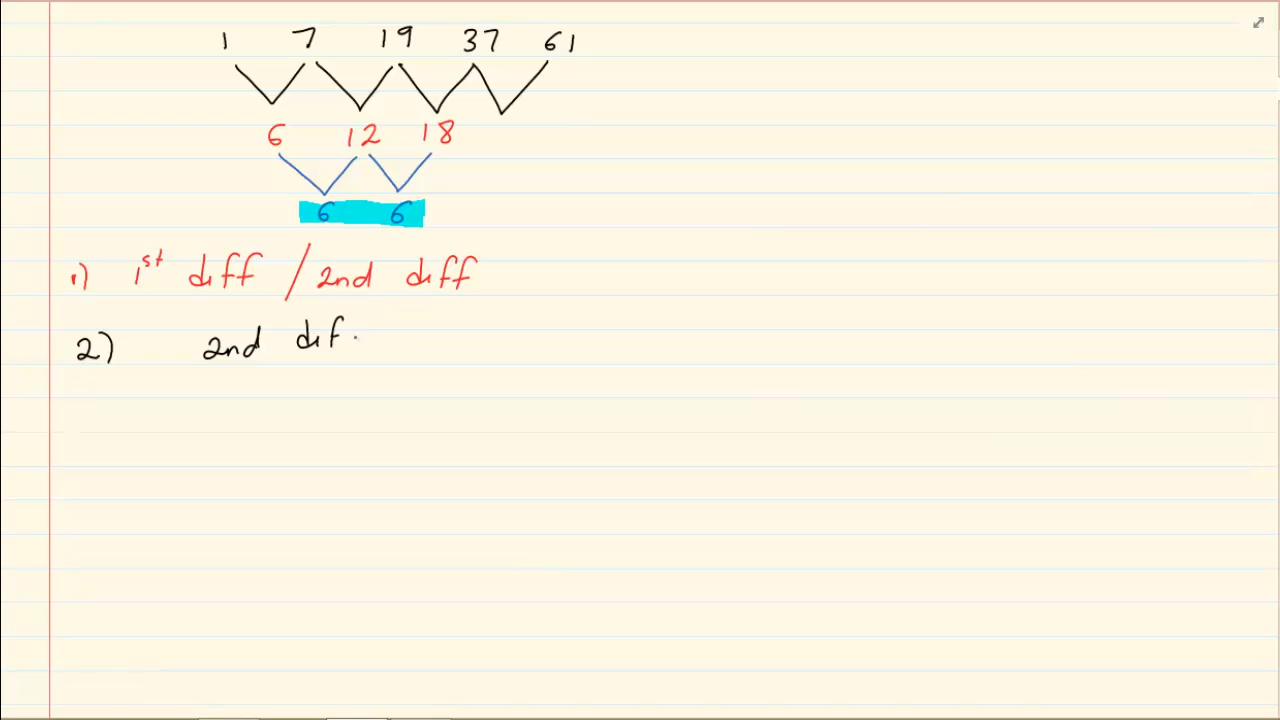 1 7 19 37 61
6 12 18
6 6
1) 1st diff / 2nd diff
2) 2nd dif